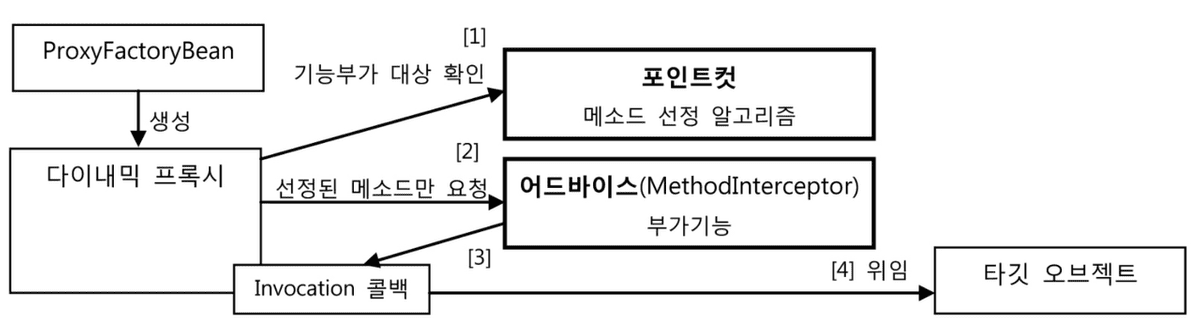 ProxyFactoryBean
생성
다이내믹 프록시
[1]
기능부가 대상 확인
포인트컷
메소드 선정 알고리즘
[2]
선정된 메소드만 요청
어드바이스(MethodInterceptor)
부가기능
[3]
Invocation 콜백
[4] 위임
타깃 오브젝트